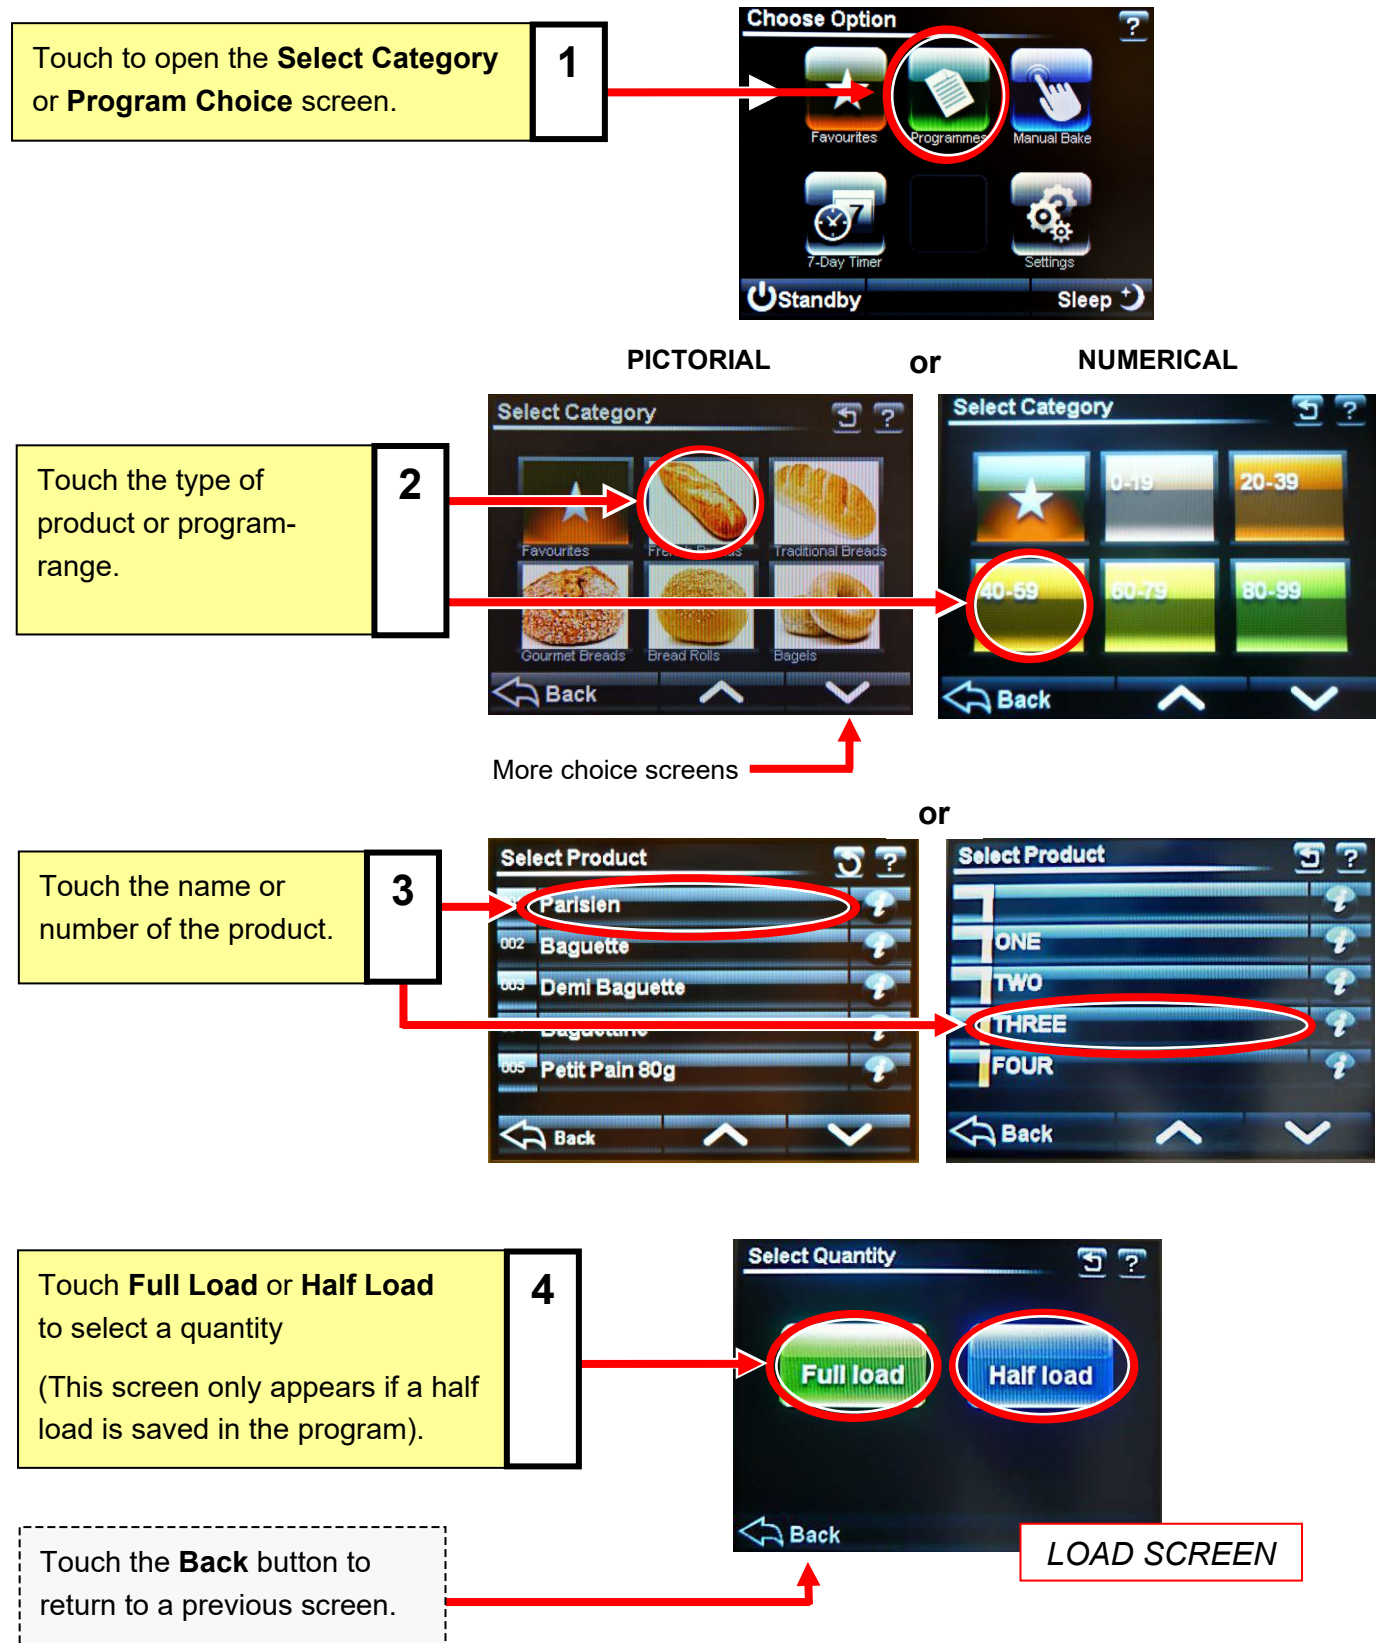 Touch to open the Select Category
or Program Choice screen.
1
Choose Option
?
Favourites
Programmes
Manual Bake
7
7-Day Timer
Settings
Standby
Sleep
PICTORIAL
or
NUMERICAL
Touch the type of
product or program-
range.
2
Select Category
?
Favourites
French Breads
Traditional Breads
Gourmet Breads
Bread Rolls
Bagels
Back
Select Category
?
0-19
20-39
40-59
60-79
80-99
Back
More choice screens
or
Touch the name or
number of the product.
3
Select Product
?
Parisien
002 Baguette
003 Demi Baguette
005 Petit Pain 80g
Back
Select Product
?
ONE
TWO
THREE
FOUR
Back
Touch Full Load or Half Load
to select a quantity
(This screen only appears if a half
load is saved in the program).
4
Select Quantity
?
Full load
Half load
Back
LOAD SCREEN
Touch the Back button to
return to a previous screen.